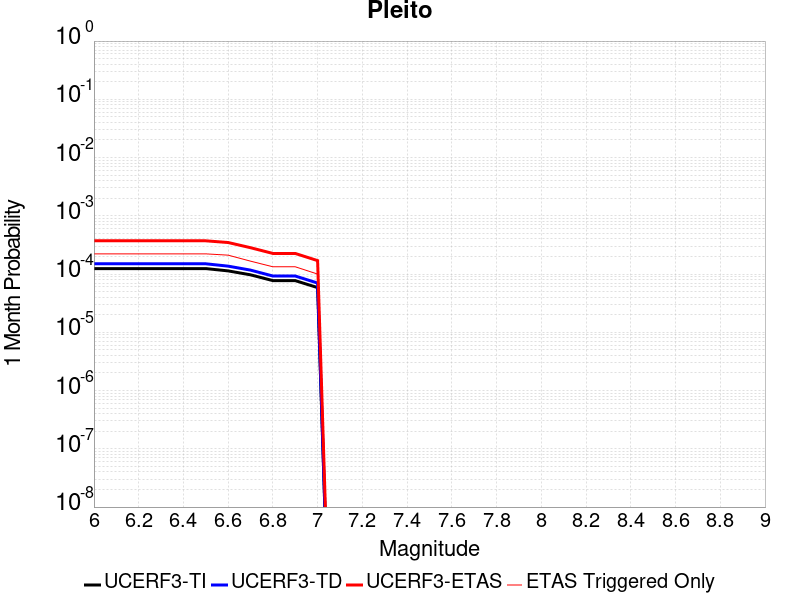 Pleito
10^0
10^-1
10^-2
10^-3
10^-4
10^-5
10^-6
10^-7
10^-8
1 Month Probability
6 6.2 6.4 6.6 6.8 7 7.2 7.4 7.6 7.8 8 8.2 8.4 8.6 8.8 9
Magnitude
UCERF3-TI UCERF3-TD UCERF3-ETAS ETAS Triggered Only